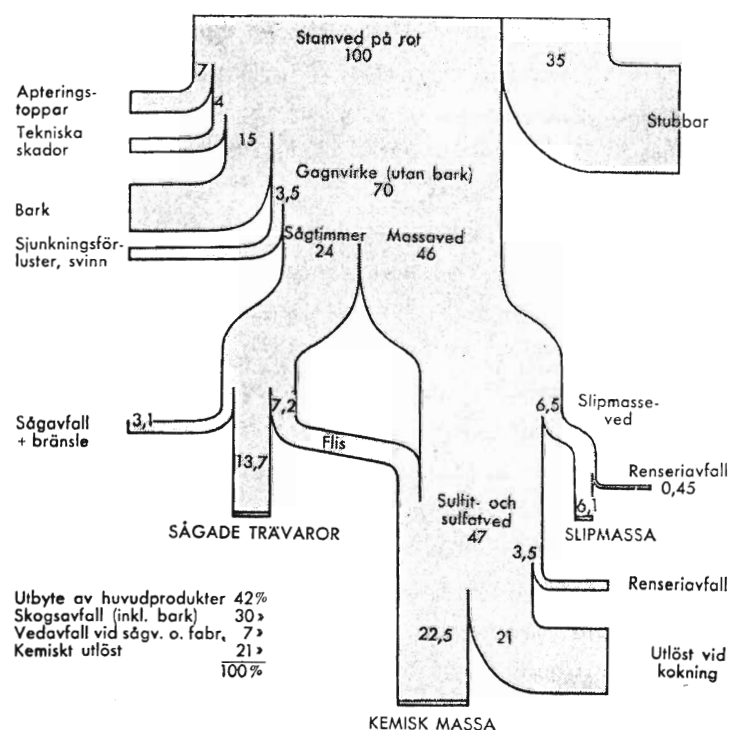 Stamved på rot
100
35
7
Apterings-
toppar
4
Stubbar
Tekniska
skador
15
Gagnvirke (utan bark)
70
3,5
Bark
Sjunkningsför-
luster, svinn
Sågtimmer
24
Massaved
46
Slipmasse-
ved
6,5
7,2
3,1
Sågavfall
+ bränsle
Flis
13,7
Renseriavfall
0,45
6,1
SÅGADE TRÄVAROR
Sulfit- och
sulfatved
47
SLIPMASSA
3,5
Renseriavfall
Utbyte av huvudprodukter 42%
Skogsavfall (inkl. bark) 30 »
Vedavfall vid sågv. o. fabr. 7 »
Kemiskt utlöst 21 »
100%
22,5
21
Utlöst vid
kokning
KEMISK MASSA